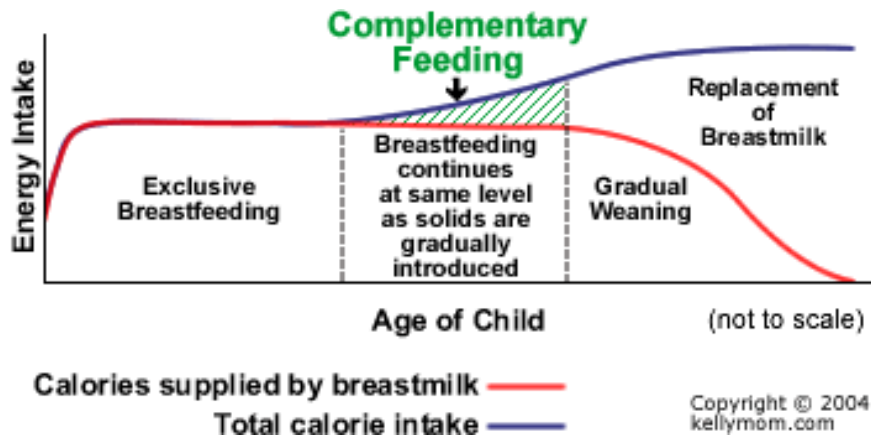 Complementary
Feeding
Energy Intake
Exclusive
Breastfeeding
Breastfeeding
continues
at same level
as solids are
gradually
introduced
Gradual
Weaning
Replacement
of
Breastmilk
Age of Child
(not to scale)
Calories supplied by breastmilk
Total calorie intake
Copyright © 2004
kellymom.com